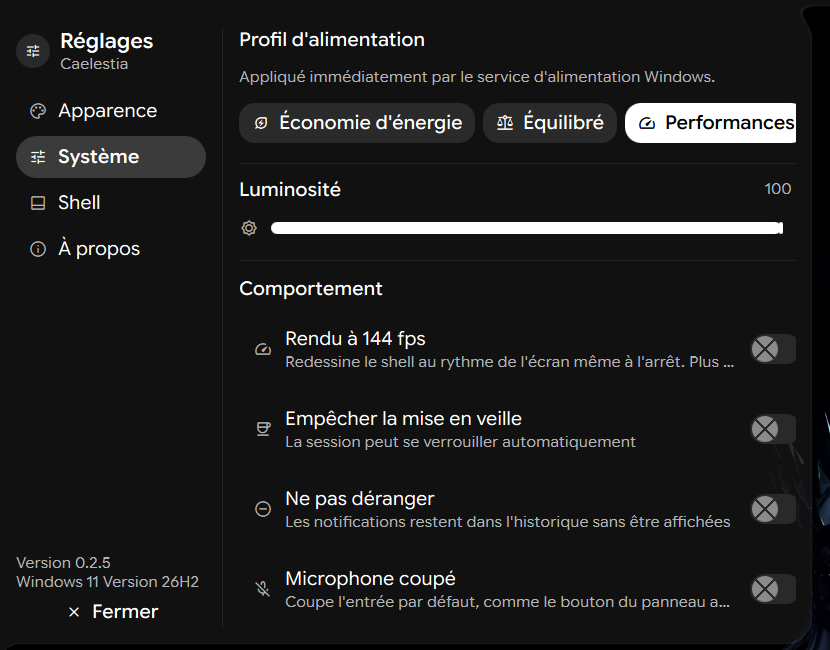 Réglages
Caelestia
Apparence
Système
Shell
À propos
Version 0.2.5
Windows 11 Version 26H2
Fermer
Profil d'alimentation
Appliqué immédiatement par le service d'alimentation Windows.
Économie d'énergie
Équilibré
Performances
Luminosité
100
Comportement
Rendu à 144 fps
Redessine le shell au rythme de l'écran même à l'arrêt. Plus ...
Empêcher la mise en veille
La session peut se verrouiller automatiquement
Ne pas déranger
Les notifications restent dans l'historique sans être affichées
Microphone coupé
Coupe l'entrée par défaut, comme le bouton du panneau a...